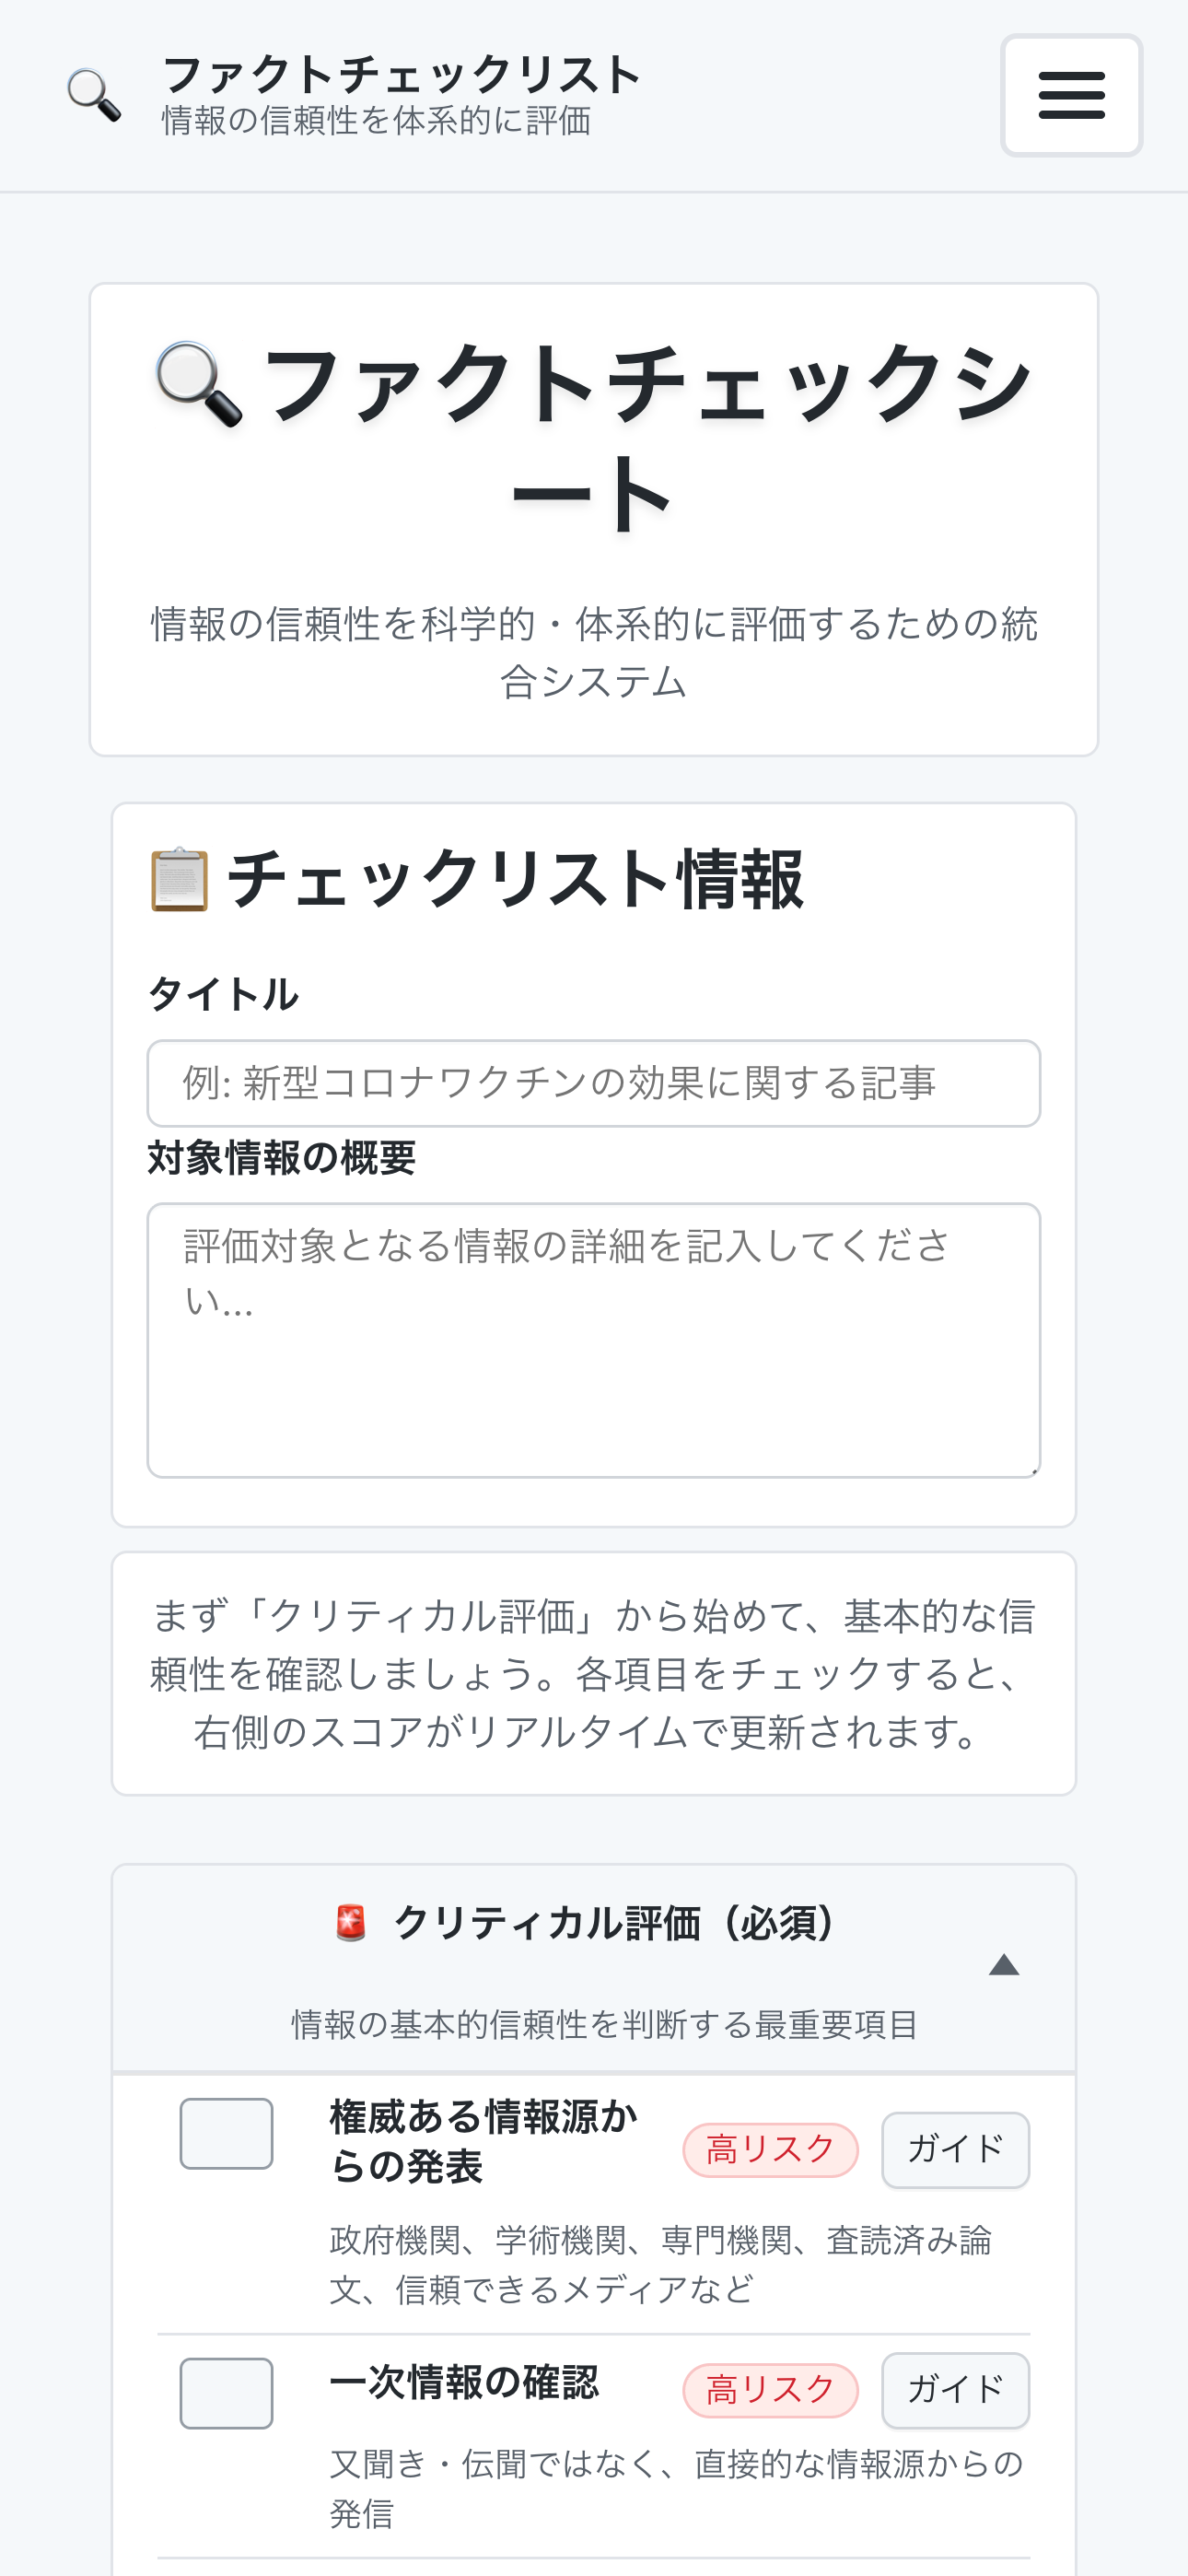 ファクトチェックリスト
情報の信頼性を体系的に評価
ファクトチェックシ
ート
情報の信頼性を科学的・体系的に評価するための統
合システム
チェックリスト情報
タイトル
例: 新型コロナワクチンの効果に関する記事
対象情報の概要
評価対象となる情報の詳細を記入してくださ
い...
まず「クリティカル評価」から始めて、基本的な信
頼性を確認しましょう。各項目をチェックすると、
右側のスコアがリアルタイムで更新されます。
クリティカル評価（必須）
情報の基本的信頼性を判断する最重要項目
権威ある情報源か
らの発表
高リスク
ガイド
政府機関、学術機関、専門機関、査読済み論
文、信頼できるメディアなど
一次情報の確認
高リスク
ガイド
又聞き・伝聞ではなく、直接的な情報源からの
発信